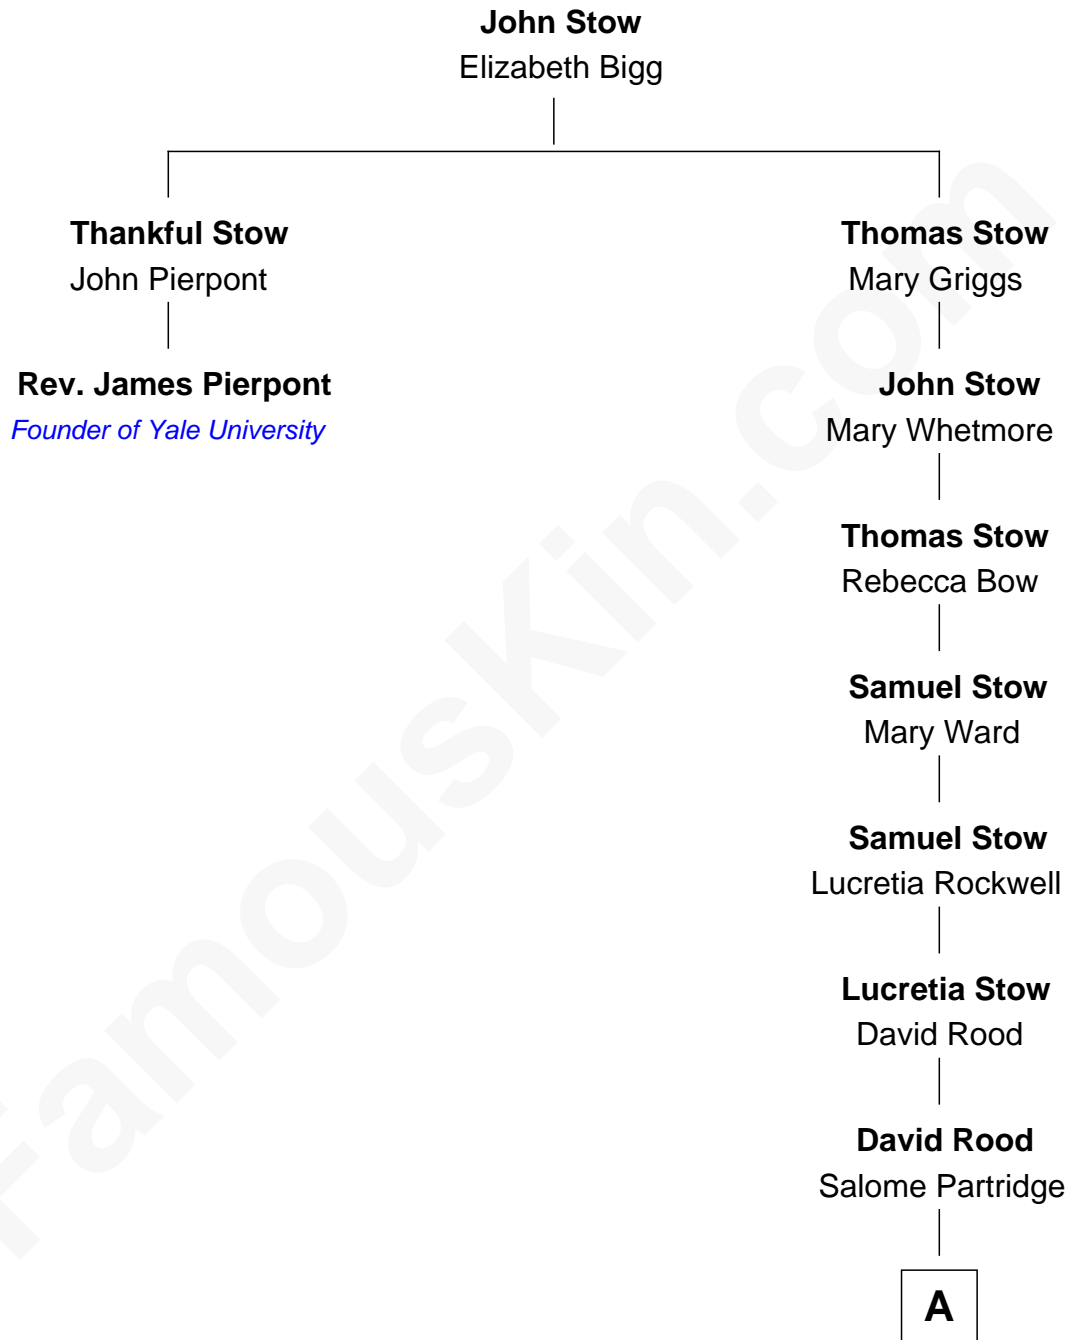 John Stow
Elizabeth Bigg
Thankful Stow
John Pierpont
Thomas Stow
Mary Griggs
Rev. James Pierpont
Founder of Yale University
John Stow
Mary Whetmore
Thomas Stow
Rebecca Bow
Samuel Stow
Mary Ward
Samuel Stow
Lucretia Rockwell
Lucretia Stow
David Rood
David Rood
Salome Partridge
A
FamousKin.com